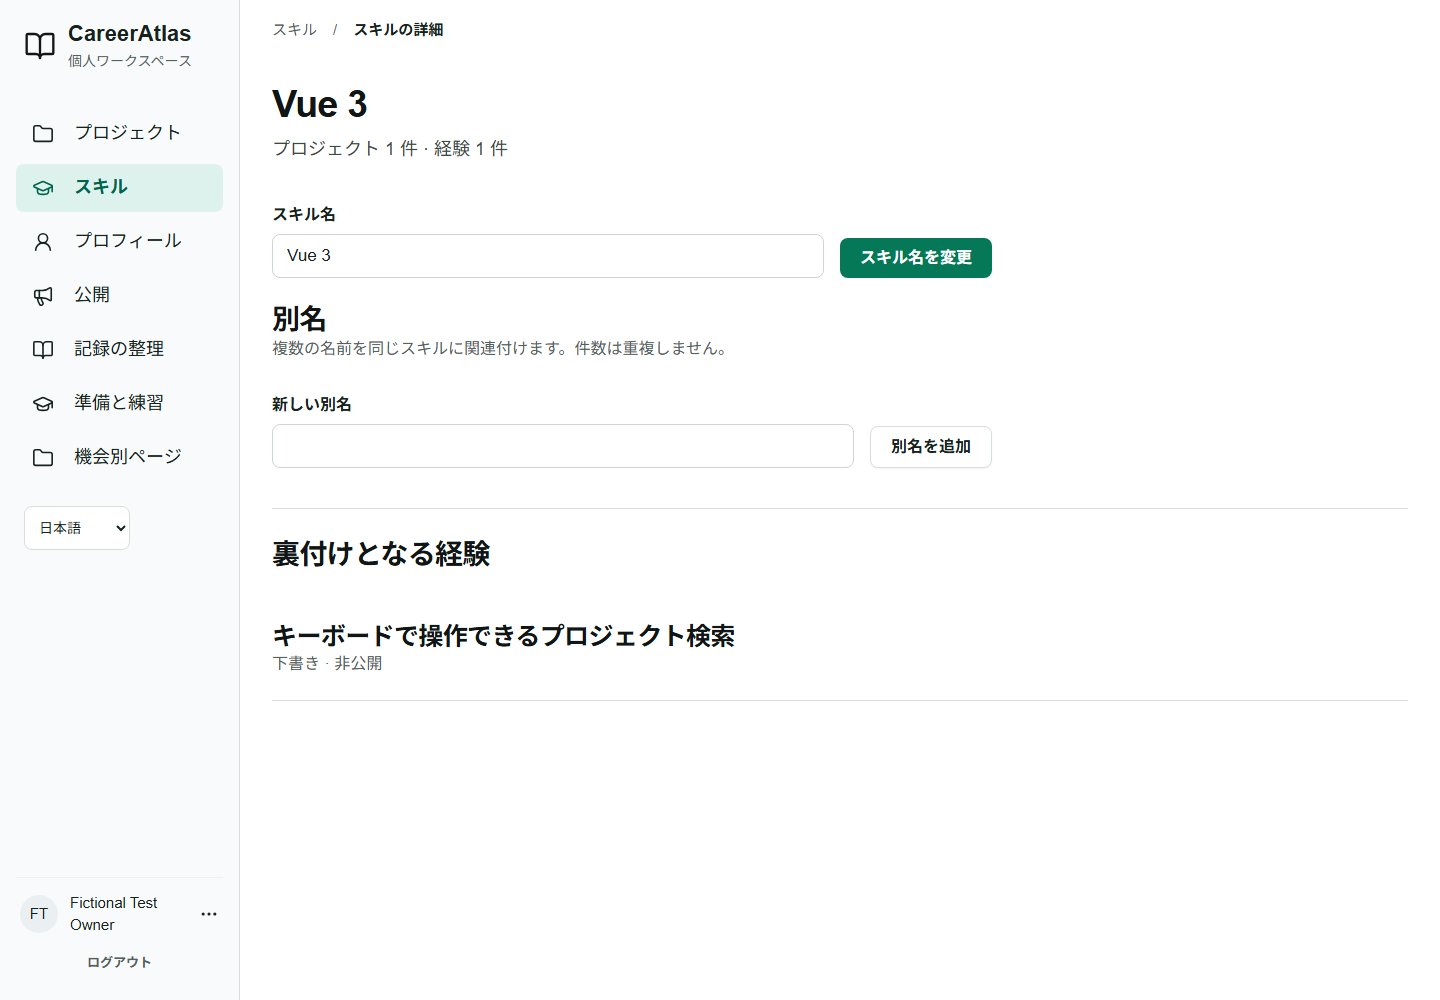 CareerAtlas
個人ワークスペース
プロジェクト
スキル
プロフィール
公開
記録の整理
準備と練習
機会別ページ
日本語
FT
Fictional Test
Owner
ログアウト
スキル / スキルの詳細
Vue 3
プロジェクト 1 件 · 経験 1 件
スキル名
Vue 3
スキル名を変更
別名
複数の名前を同じスキルに関連付けます。件数は重複しません。
新しい別名
別名を追加
裏付けとなる経験
キーボードで操作できるプロジェクト検索
下書き · 非公開